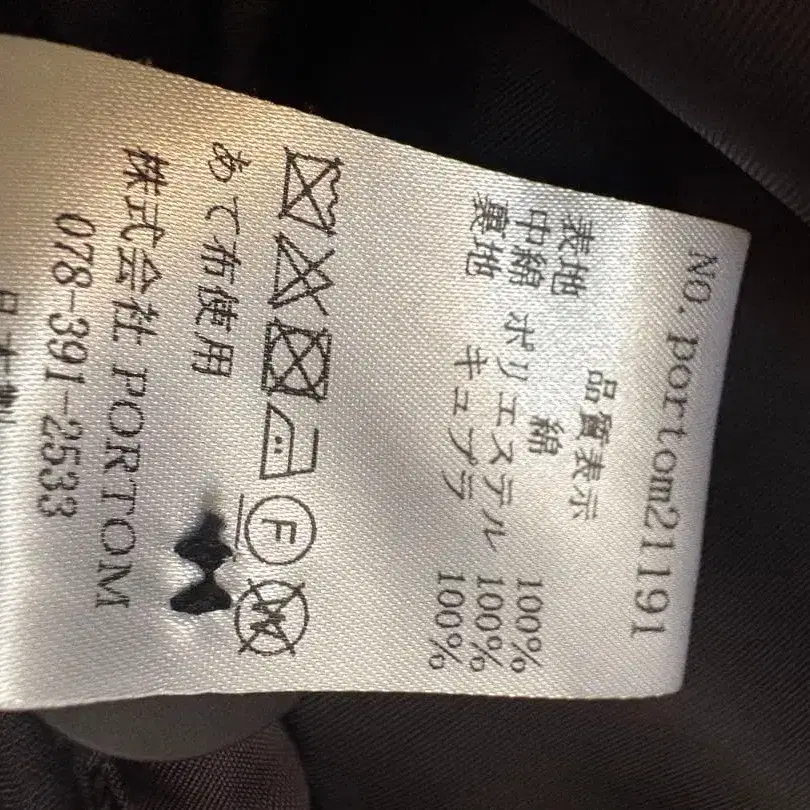 NO.portom21191
品質表示
表地 綿 100%
中綿 ポリエステル 100%
裏地 キュプラ 100%
F W
あて布使用
株式会社 PORTOM
078-391-2533